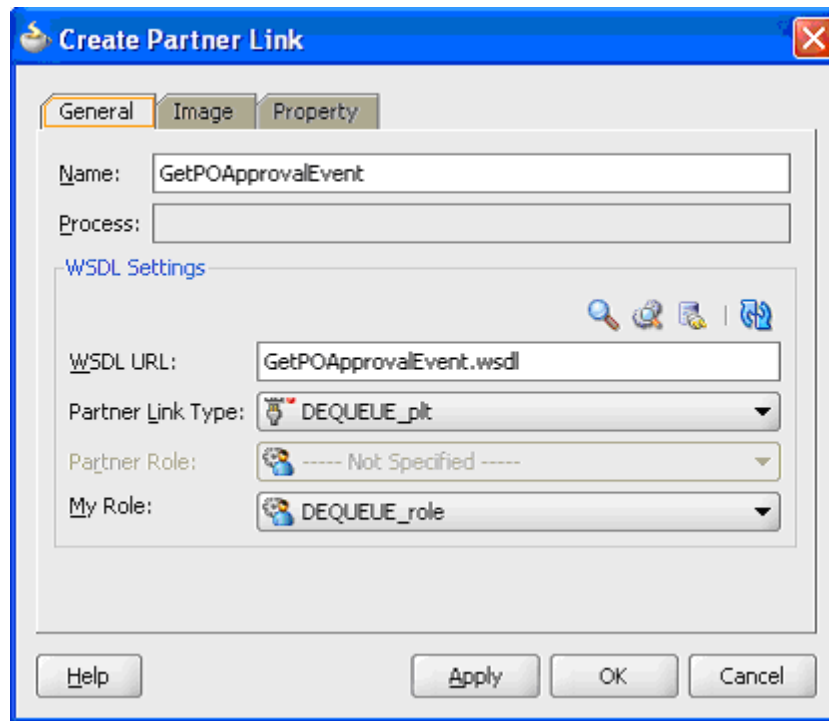 Create Partner Link
General Image Property
Name: GetPOApprovalEvent
Process:
WSDL Settings
WSDL URL: GetPOApprovalEvent.wsdl
Partner Link Type: DEQUEUE_plt
Partner Role: ----- Not Specified -----
My Role: DEQUEUE_role
Help Apply OK Cancel